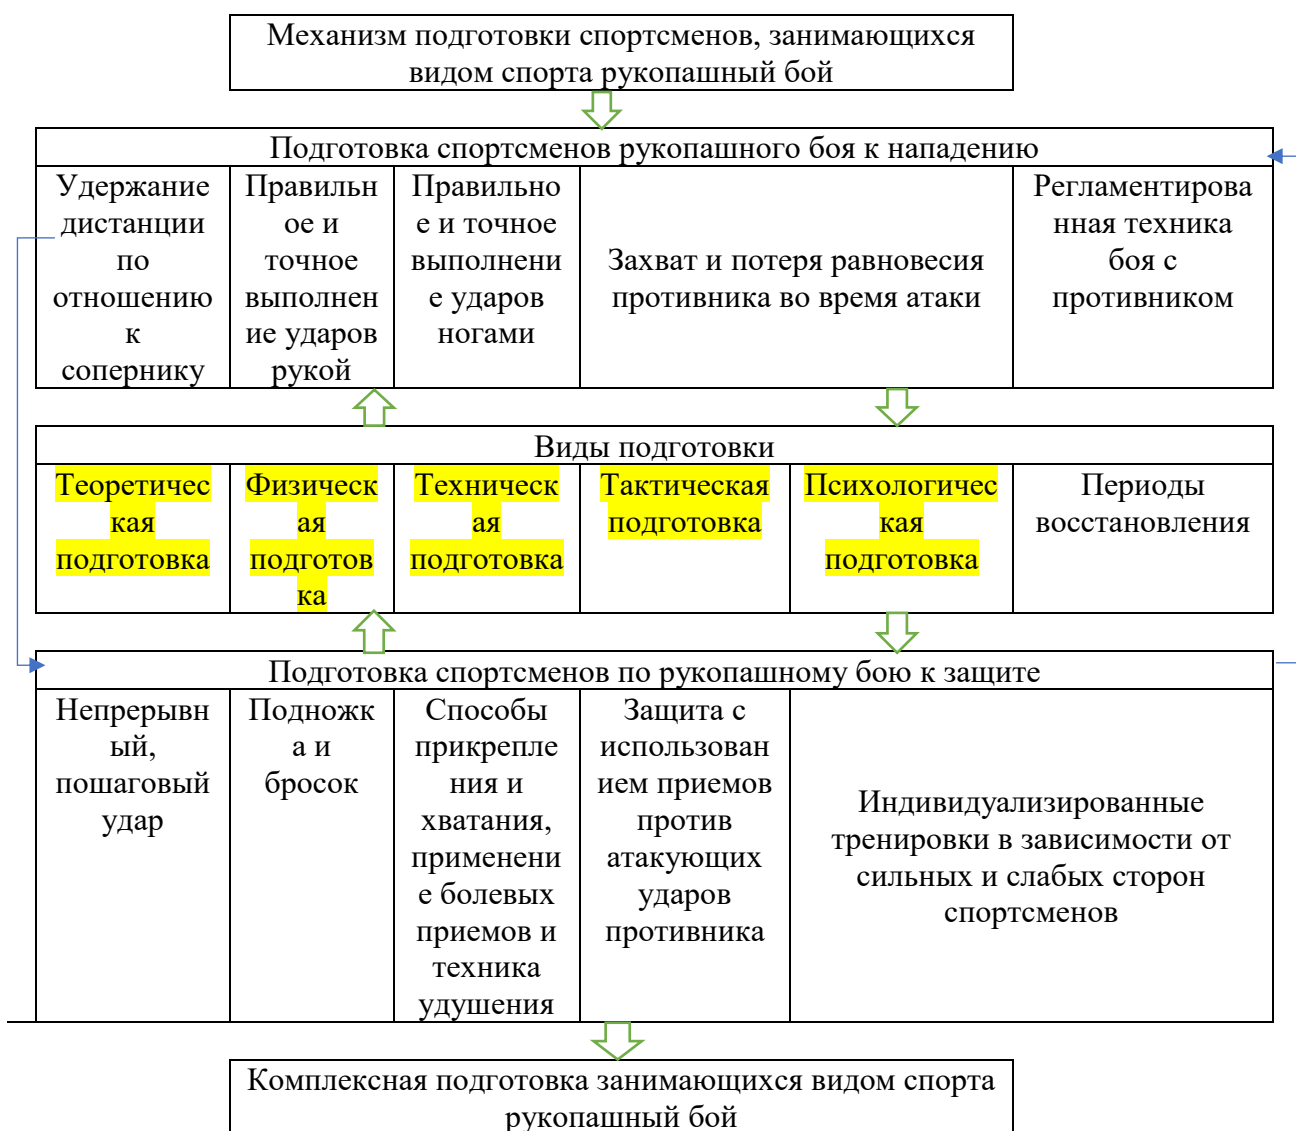 Механизм подготовки спортсменов, занимающихся
видом спорта рукопашный бой
Подготовка спортсменов рукопашного боя к нападению
Удержание
дистанции
по
отношению
к
сопернику
Правильн
ое и
точное
выполнен
ие ударов
рукой
Правильно
е и точное
выполнени
е ударов
ногами
Захват и потеря равновесия
противника во время атаки
Регламентирова
нная техника
боя с
противником
Виды подготовки
Теоретичес
кая
подготовка
Физическ
ая
подготов
ка
Техническ
ая
подготовка
Тактическая
подготовка
Психологичес
кая
подготовка
Периоды
восстановления
Подготовка спортсменов по рукопашному бою к защите
Непрерывн
ый,
пошаговый
удар
Подножк
а и
бросок
Способы
прикрепле
ния и
хватания,
применени
е болевых
приемов и
техника
удушения
Защита с
использован
ием приемов
против
атакующих
ударов
противника
Индивидуализированные
тренировки в зависимости от
сильных и слабых сторон
спортсменов
Комплексная подготовка занимающихся видом спорта
рукопашный бой